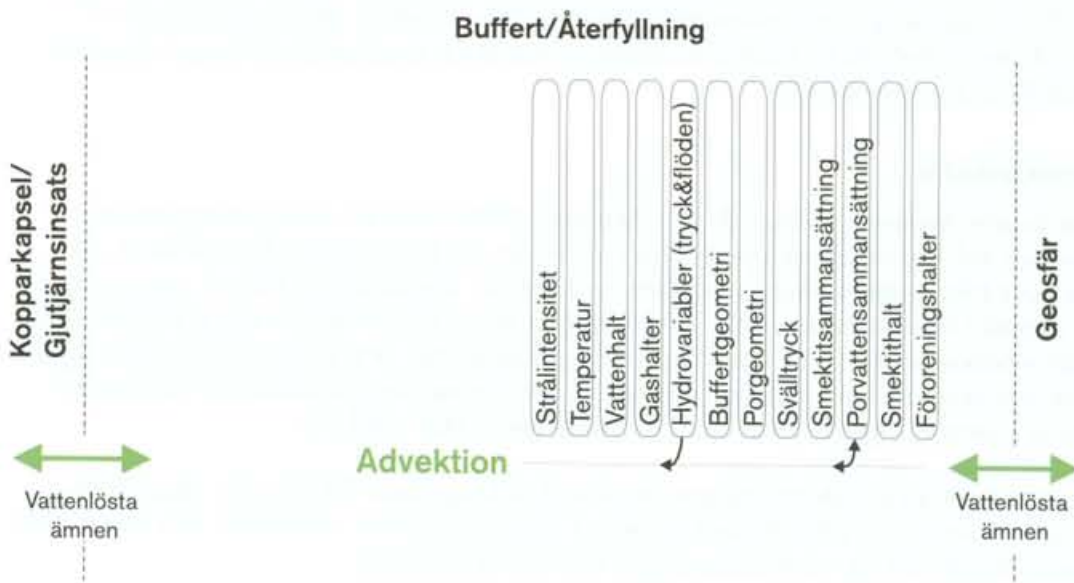 Buffert/Återfyllning
Kopparkapsel/
Gjutjärnsinsats
Strålintensitet
Temperatur
Vattenhalt
Gashalter
Hydrovariabler (tryck&flöden)
Buffertgeometri
Porgeometri
Svälltryck
Smektitsammansättning
Porvattensammansättning
Smektithalt
Föroreningshalter
Geosfär
Advektion
Vattenlösta
ämnen
Vattenlösta
ämnen